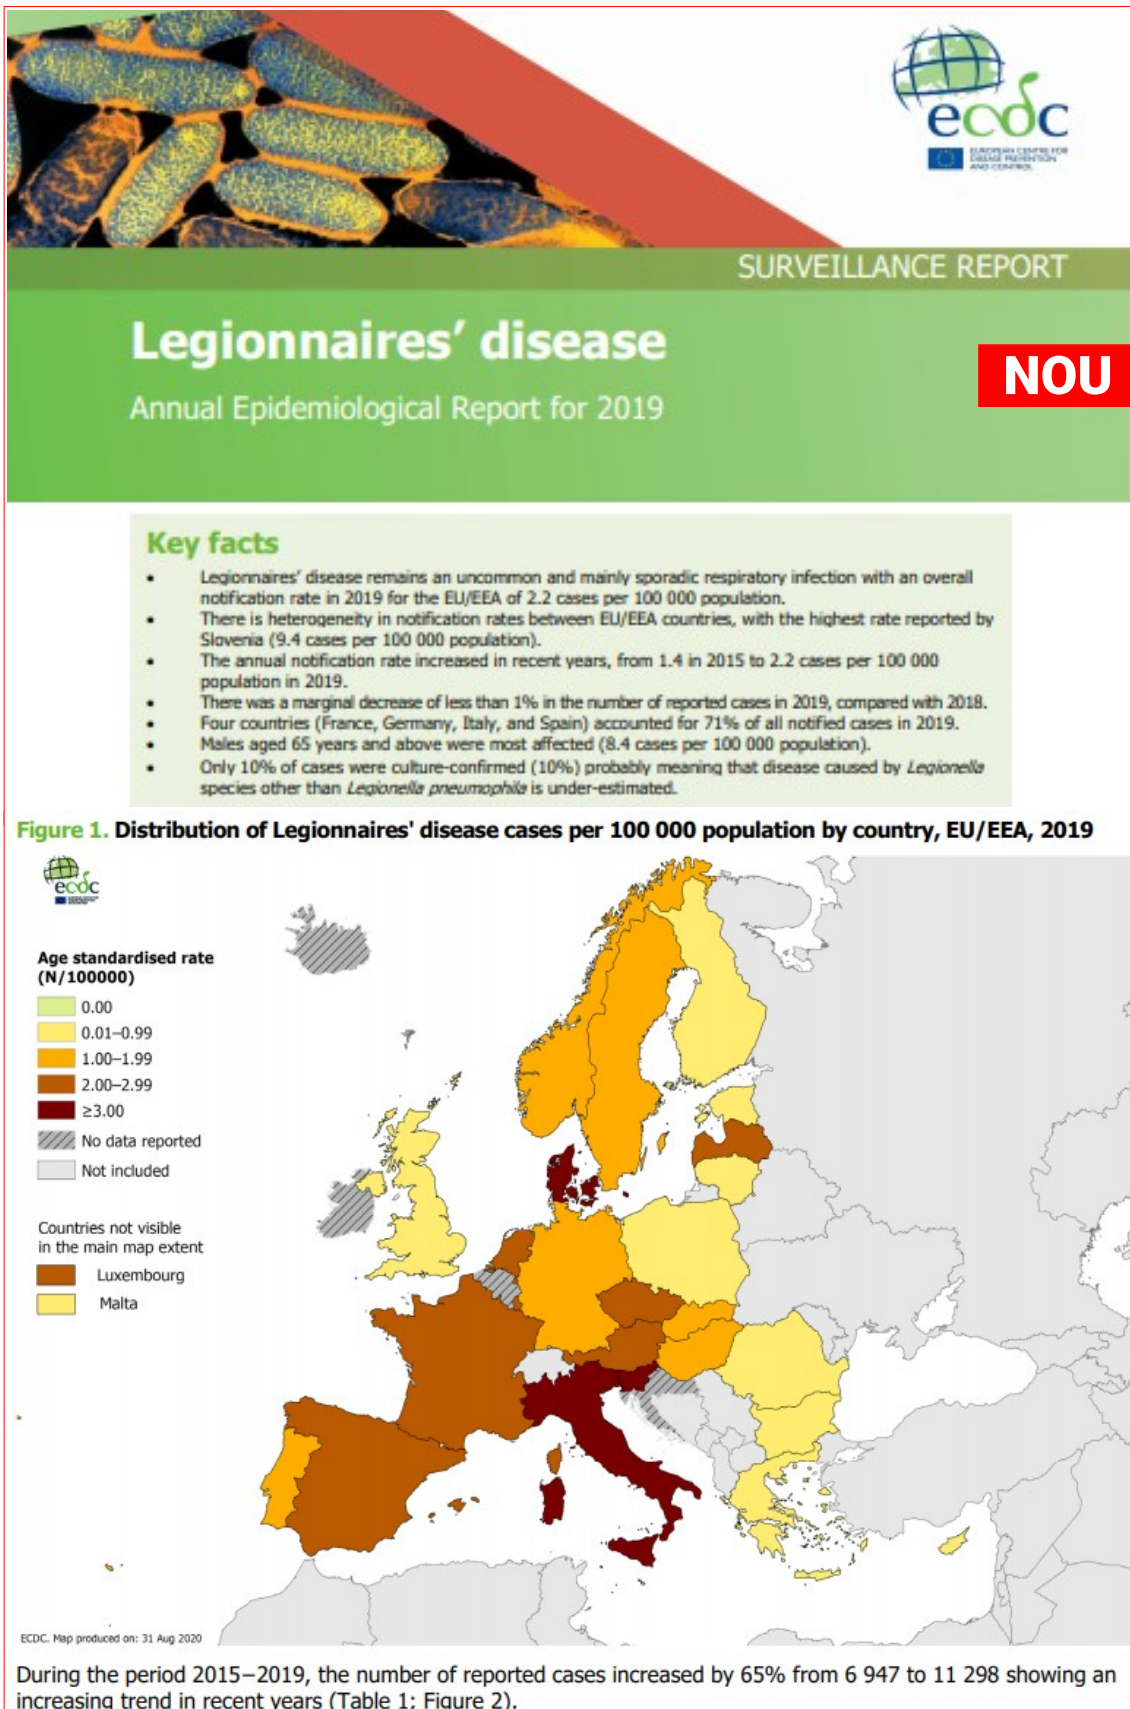 ecdc
EUROPEAN CENTRE FOR
DISEASE PREVENTION
AND CONTROL
SURVEILLANCE REPORT
Legionnaires' disease
NOU
Annual Epidemiological Report for 2019
Key facts
• Legionnaires' disease remains an uncommon and mainly sporadic respiratory infection with an overall
notification rate in 2019 for the EU/EEA of 2.2 cases per 100 000 population.
• There is heterogeneity in notification rates between EU/EEA countries, with the highest rate reported by
Slovenia (9.4 cases per 100 000 population).
• The annual notification rate increased in recent years, from 1.4 in 2015 to 2.2 cases per 100 000
population in 2019.
• There was a marginal decrease of less than 1% in the number of reported cases in 2019, compared with 2018.
• Four countries (France, Germany, Italy, and Spain) accounted for 71% of all notified cases in 2019.
• Males aged 65 years and above were most affected (8.4 cases per 100 000 population).
• Only 10% of cases were culture-confirmed (10%) probably meaning that disease caused by Legionella
species other than Legionella pneumophila is under-estimated.
Figure 1. Distribution of Legionnaires' disease cases per 100 000 population by country, EU/EEA, 2019
ecdc
Age standardised rate
(N/100000)
0.00
0.01–0.99
1.00–1.99
2.00–2.99
≥3.00
No data reported
Not included
Countries not visible
in the main map extent
Luxembourg
Malta
ECDC. Map produced on: 31 Aug 2020
During the period 2015–2019, the number of reported cases increased by 65% from 6 947 to 11 298 showing an
increasing trend in recent years (Table 1; Figure 2).